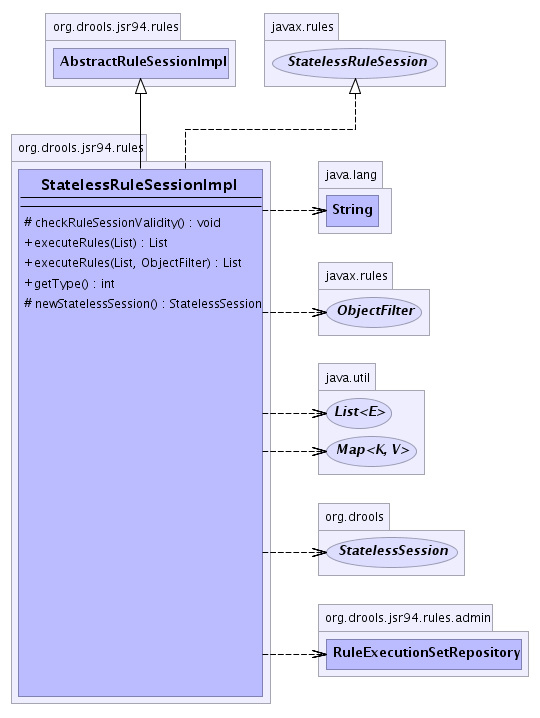 org.drools.jsr94.rules
AbstractRuleSessionImpl
javax.rules
StatelessRuleSession
org.drools.jsr94.rules
StatelessRuleSessionImpl
# checkRuleSessionValidity() : void
+ executeRules(List) : List
+ executeRules(List, ObjectFilter) : List
+ getType() : int
# newStatelessSession() : StatelessSession
java.lang
String
javax.rules
ObjectFilter
java.util
List<E>
Map<K, V>
org.drools
StatelessSession
org.drools.jsr94.rules.admin
RuleExecutionSetRepository